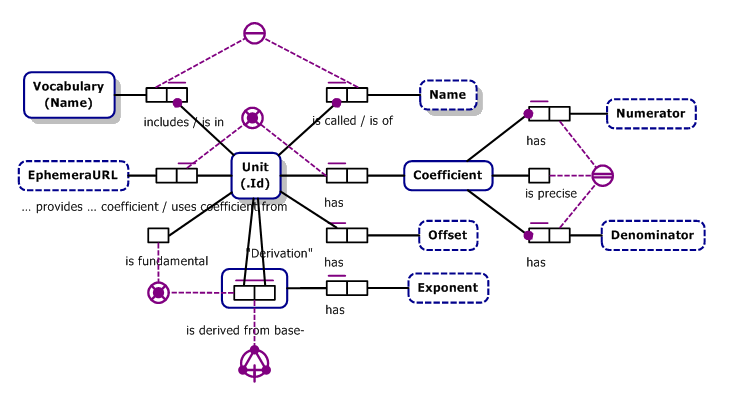 Vocabulary
(Name)
Name
Numerator
includes / is in
is called / is of
has
EphemeraURL
Unit
(.Id)
Coefficient
is precise
has
... provides ... coefficient / uses coefficient from
Offset
Denominator
is fundamental
"Derivation"
has
has
Exponent
has
is derived from base-